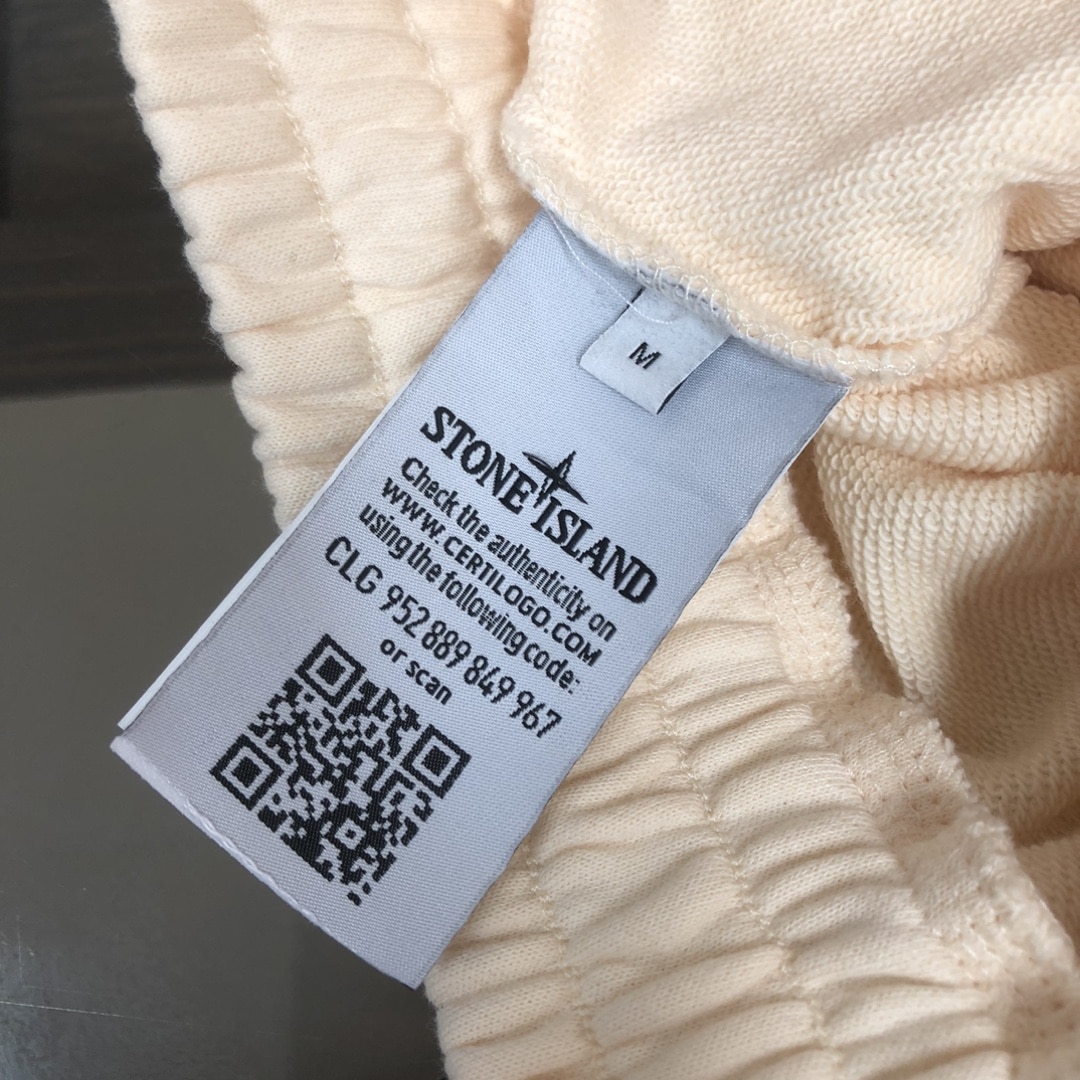 M
STONE ISLAND
Check the authenticity on
WWW.CERTILOGO.COM
using the following code:
CLG 952 889 849 967
or scan